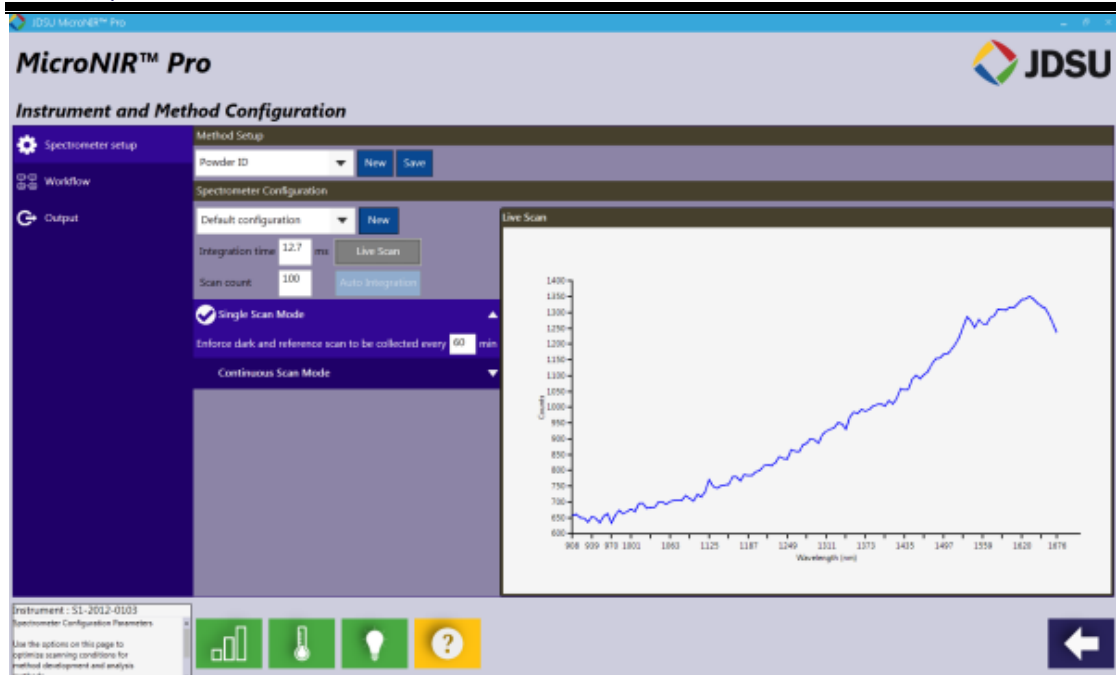 JDSU MicroNIR™ Pro
MicroNIR™ Pro
JDSU
Instrument and Method Configuration
Spectrometer setup
Workflow
Output
Method Setup
Powder ID
New
Save
Spectrometer Configuration
Default configuration
New
Integration time 12.7 ms
Live Scan
Scan count 100
Auto Integration
Single Scan Mode
Enforce dark and reference scan to be collected every 60 min
Continuous Scan Mode
Live Scan
1400
1350
1300
1250
1200
1150
1100
1050
1000
950
900
850
800
750
700
650
600
Counts
908 939 970 1001 1063 1125 1187 1249 1311 1373 1435 1497 1559 1620 1676
Wavelength (nm)
Instrument : S1-2012-0103
Spectrometer Configuration Parameters
Use the options on this page to
optimize scanning conditions for
method development and analysis
?